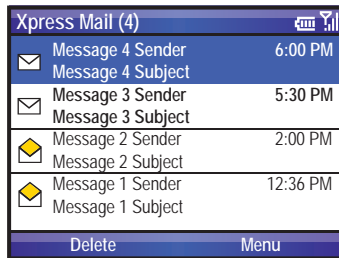 Xpress Mail (4)
Message 4 Sender 6:00 PM
Message 4 Subject
Message 3 Sender 5:30 PM
Message 3 Subject
Message 2 Sender 2:00 PM
Message 2 Subject
Message 1 Sender 12:36 PM
Message 1 Subject
Delete Menu